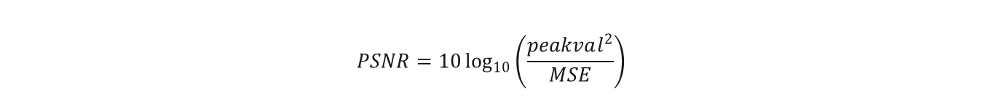 PSNR = 10 log₁₀ (peakval² / MSE)